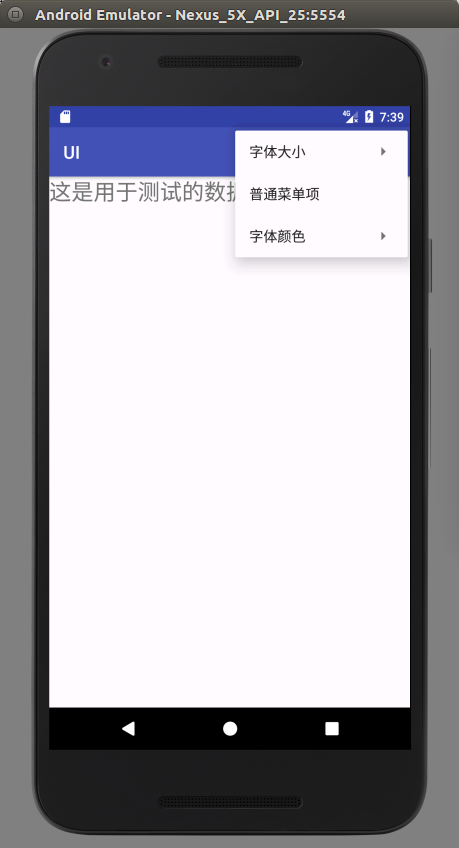 Android Emulator - Nexus_5X_API_25:5554
4G 7:39
UI
字体大小
这是用于测试的数
普通菜单项
字体颜色